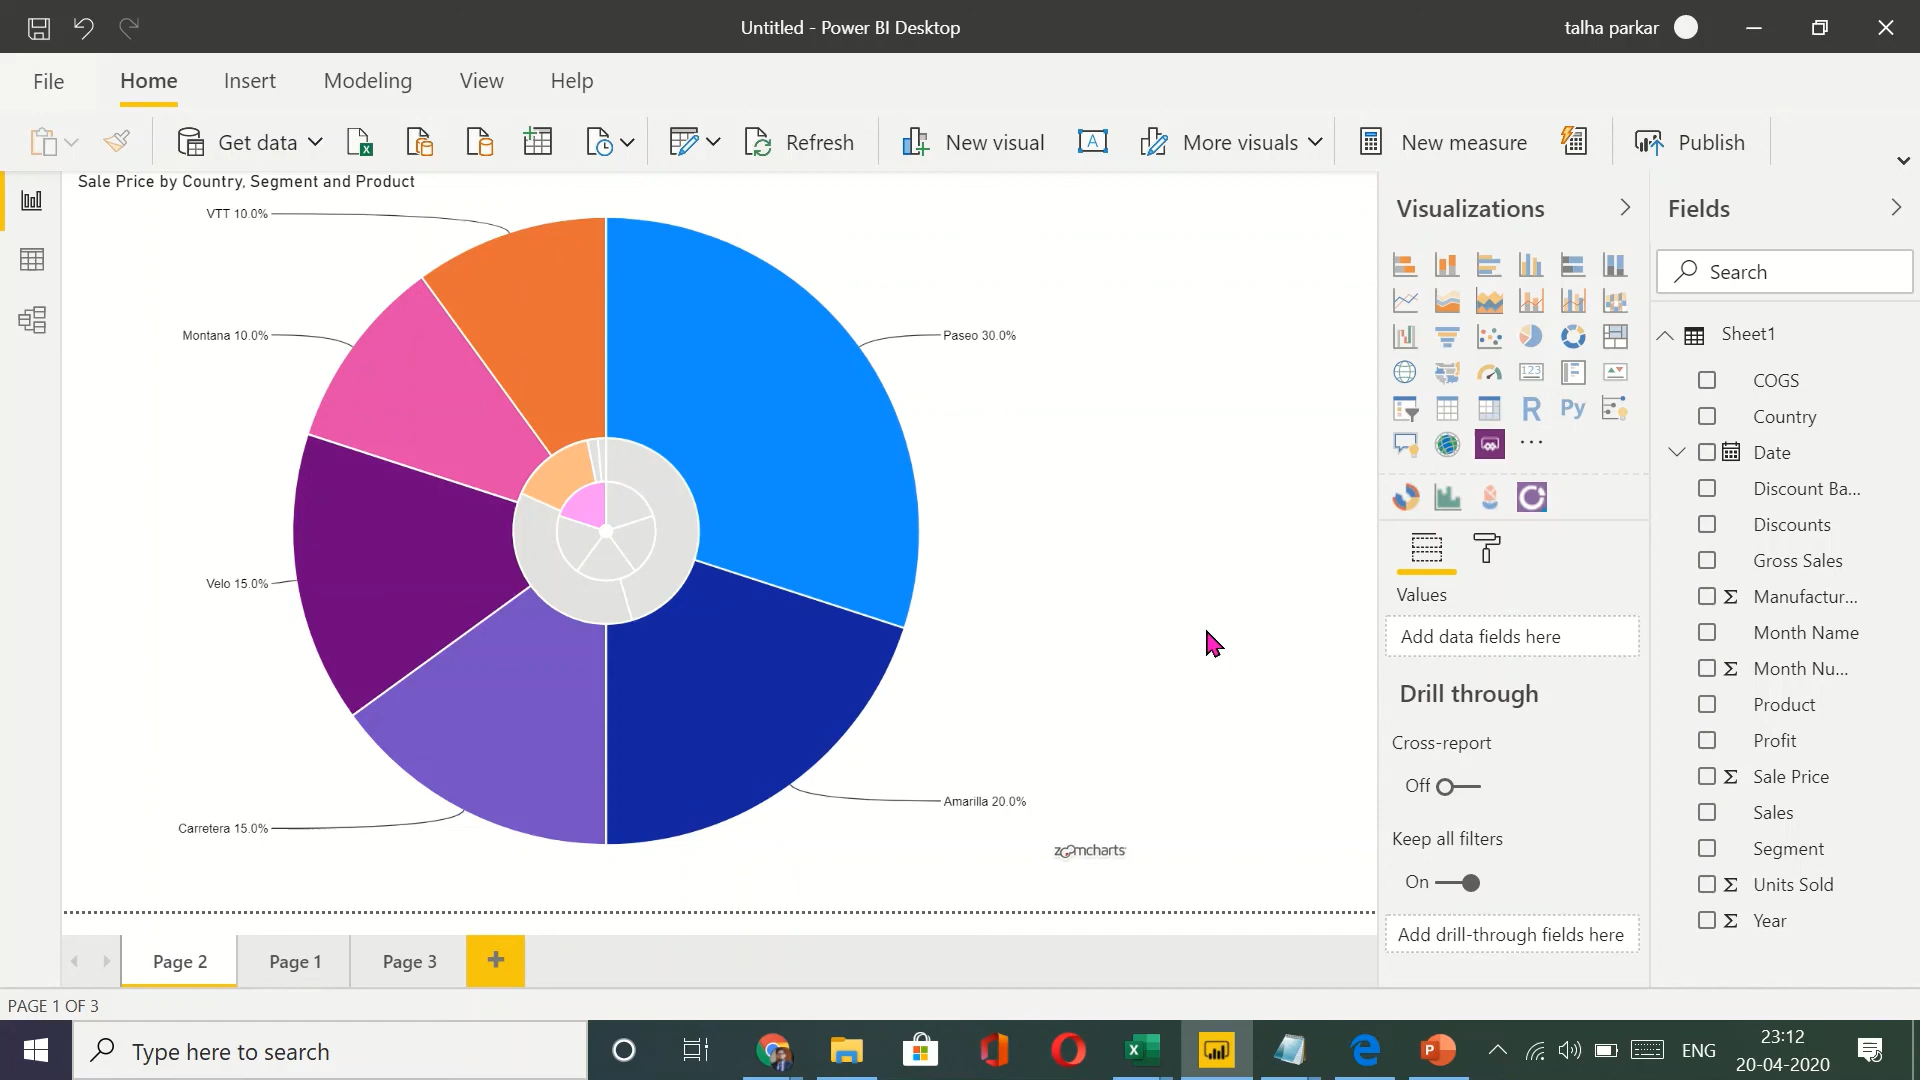 Untitled - Power BI Desktop
talha parkar
File
Home
Insert
Modeling
View
Help
Get data
Refresh
New visual
More visuals
New measure
Publish
Sale Price by Country, Segment and Product
VTT 10.0%
Montana 10.0%
Paseo 30.0%
Velo 15.0%
Amarilla 20.0%
Carretera 15.0%
zoomcharts
Visualizations
123
R
Py
Values
Add data fields here
Drill through
Cross-report
Off
Keep all filters
On
Add drill-through fields here
Fields
Search
Sheet1
COGS
Country
Date
Discount Ba...
Discounts
Gross Sales
Σ Manufactur...
Month Name
Σ Month Nu...
Product
Profit
Σ Sale Price
Sales
Segment
Σ Units Sold
Σ Year
Page 2
Page 1
Page 3
PAGE 1 OF 3
Type here to search
ENG
23:12
20-04-2020